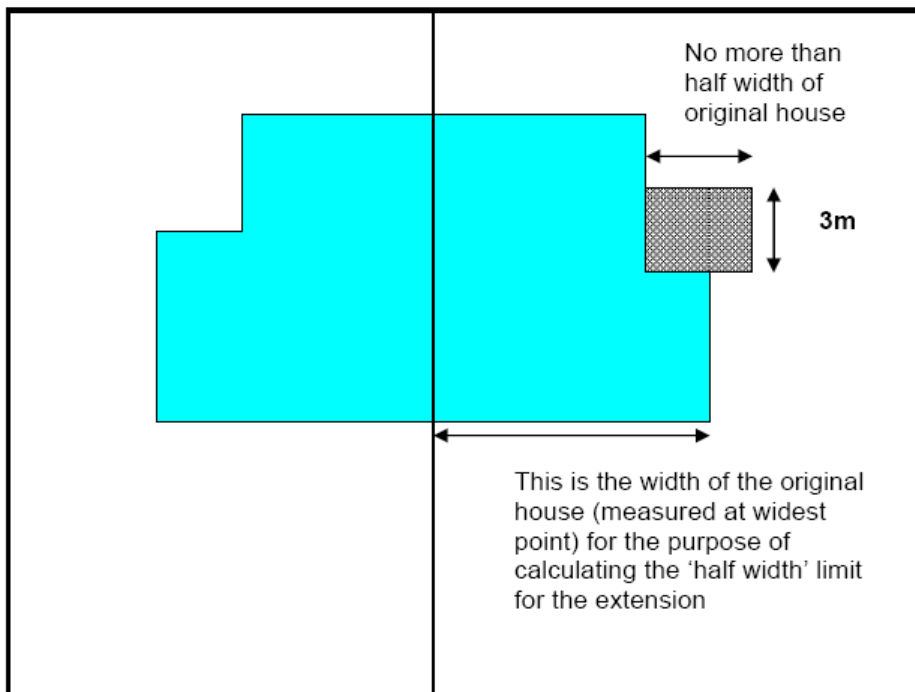 No more than
half width of
original house
3m
This is the width of the original
house (measured at widest
point) for the purpose of
calculating the ‘half width’ limit
for the extension